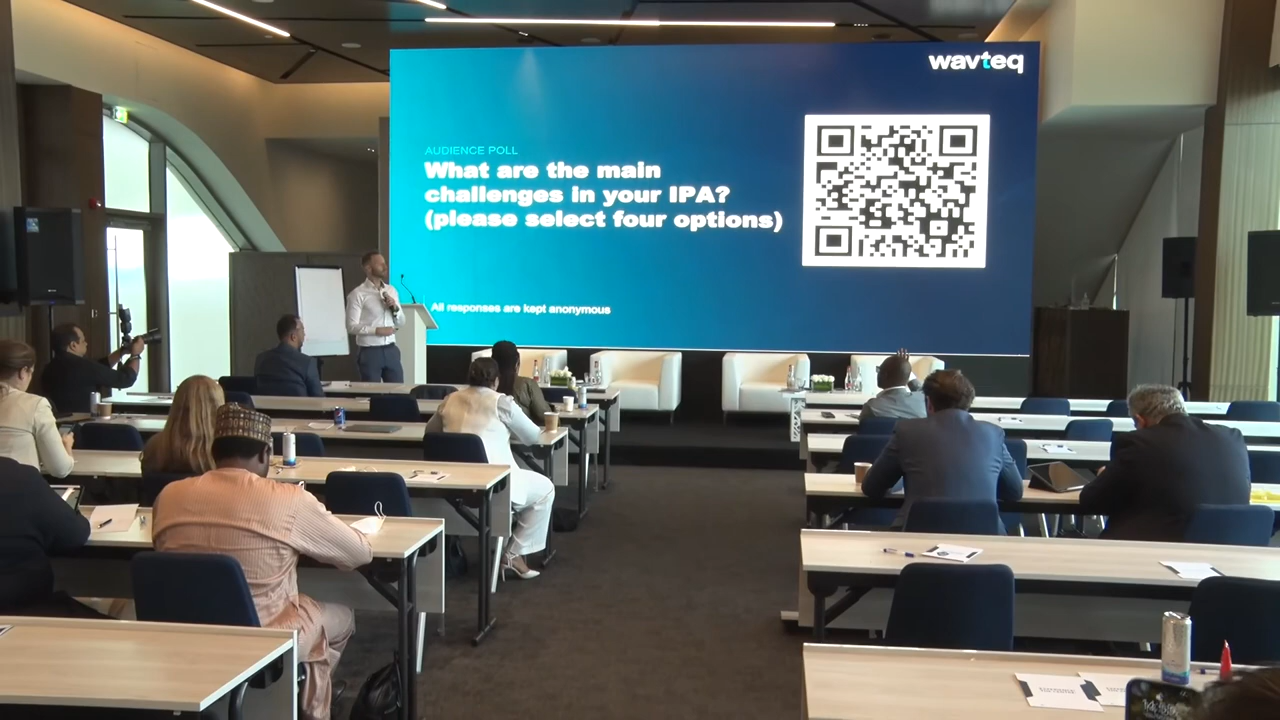 wavteq
AUDIENCE POLL
What are the main
challenges in your IPA?
(please select four options)
All responses are kept anonymous